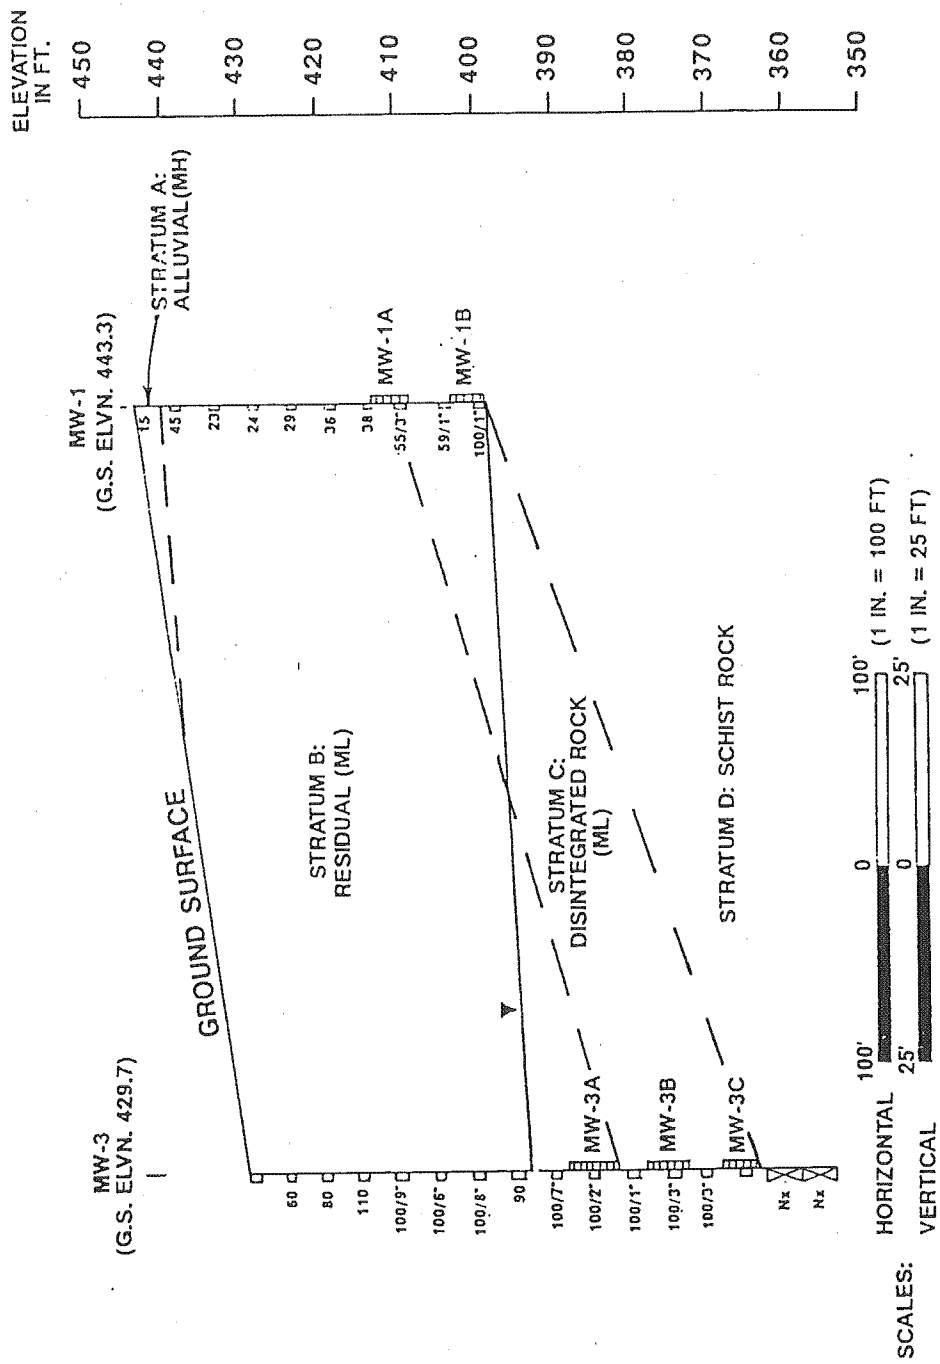 ELEVATION
IN FT.
450
440
430
420
410
400
390
380
370
360
350
MW-3
(G.S. ELVN. 429.7)
MW-1
(G.S. ELVN. 443.3)
STRATUM A:
ALLUVIAL(MH)
GROUND SURFACE
STRATUM B:
RESIDUAL (ML)
STRATUM C:
DISINTEGRATED ROCK
(ML)
STRATUM D: SCHIST ROCK
15
45
23
24
29
36
38
55/3"
59/1"
100/1"
MW-1A
MW-1B
60
80
110
100/9"
100/6"
100/8"
90
100/7"
100/2"
100/1"
100/3"
100/3"
Nx
Nx
MW-3A
MW-3B
MW-3C
SCALES:
HORIZONTAL
100'
0
100'
(1 IN. = 100 FT)
VERTICAL
25'
0
25'
(1 IN. = 25 FT)